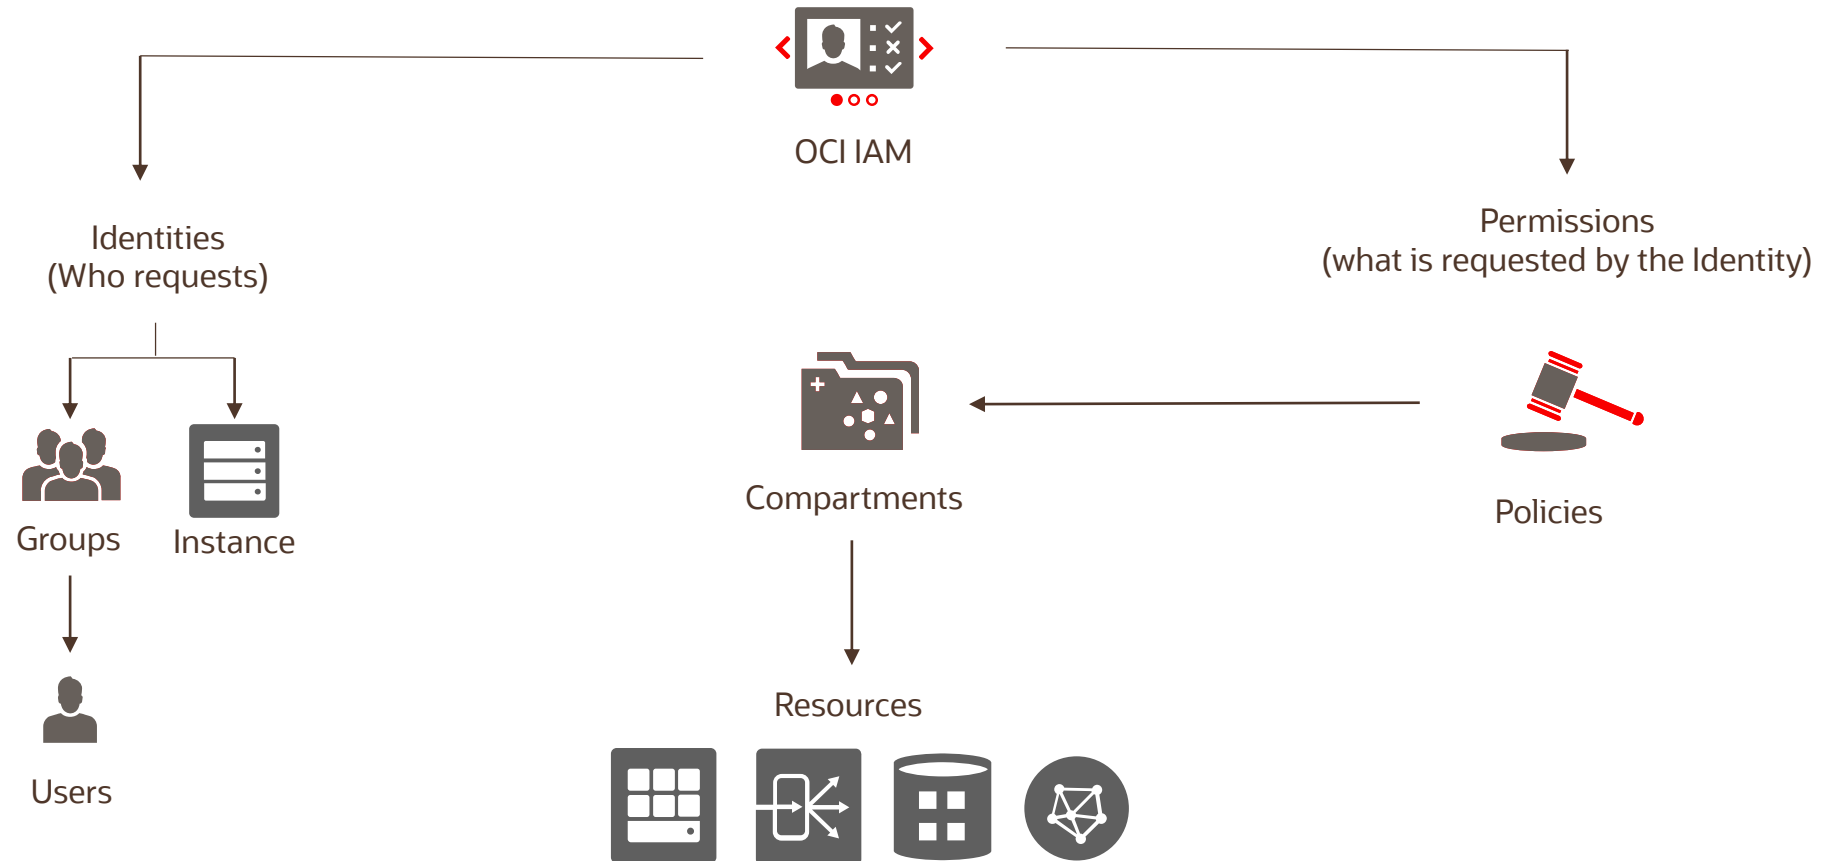 OCI IAM
Identities
(Who requests)
Permissions
(what is requested by the Identity)
Groups
Instance
Compartments
Policies
Users
Resources